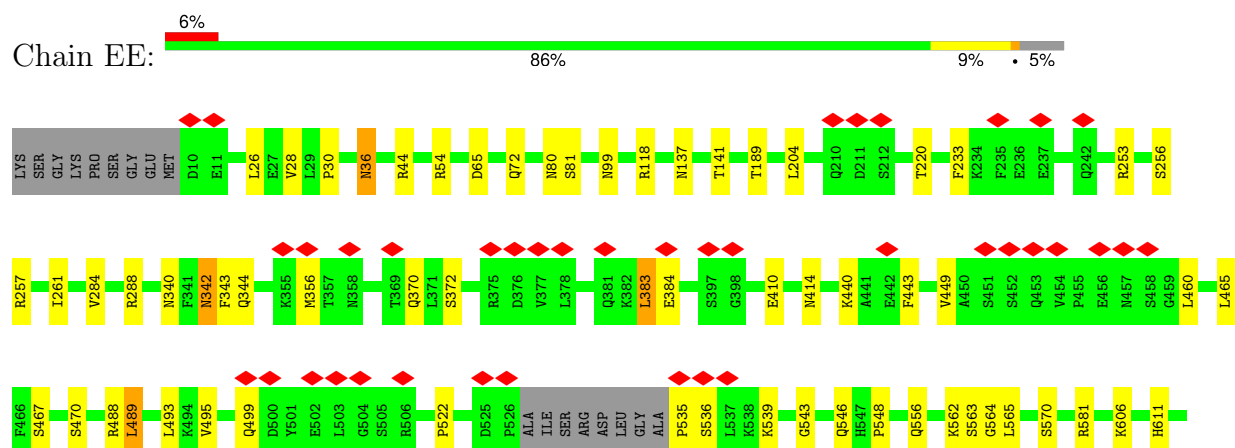 6%
Chain EE:
86% 9% • 5%
LYS SER GLY LYS PRO SER GLY GLU MET D10 E11 L26 E27 V28 L29 P30 N36 R44 R54 D65 Q72 N80 S81 N99 R118 N137 T141 T189 L204 Q210 D211 S212 T220 F233 K234 F235 E236 E237 Q242 R253 S256
R257 I261 V284 R288 N340 F341 N342 F343 Q344 K355 M356 T357 N358 T369 Q370 L371 S372 R375 D376 V377 L378 Q381 K382 L383 E384 S397 G398 E410 N414 K440 A441 E442 F443 V449 A450 S451 S452 Q453 V454 P455 E456 N457 S458 G459 L460 L465
F466 S467 S470 R488 L489 L493 K494 V495 Q499 D500 Y501 E502 L503 G504 S505 R506 P522 D525 P526 ALA ILE SER ARG ASP LEU GLY ALA P535 S536 L537 K538 K539 G543 Q546 H547 P548 Q556 K562 S563 G564 L565 S570 R581 K606 H611